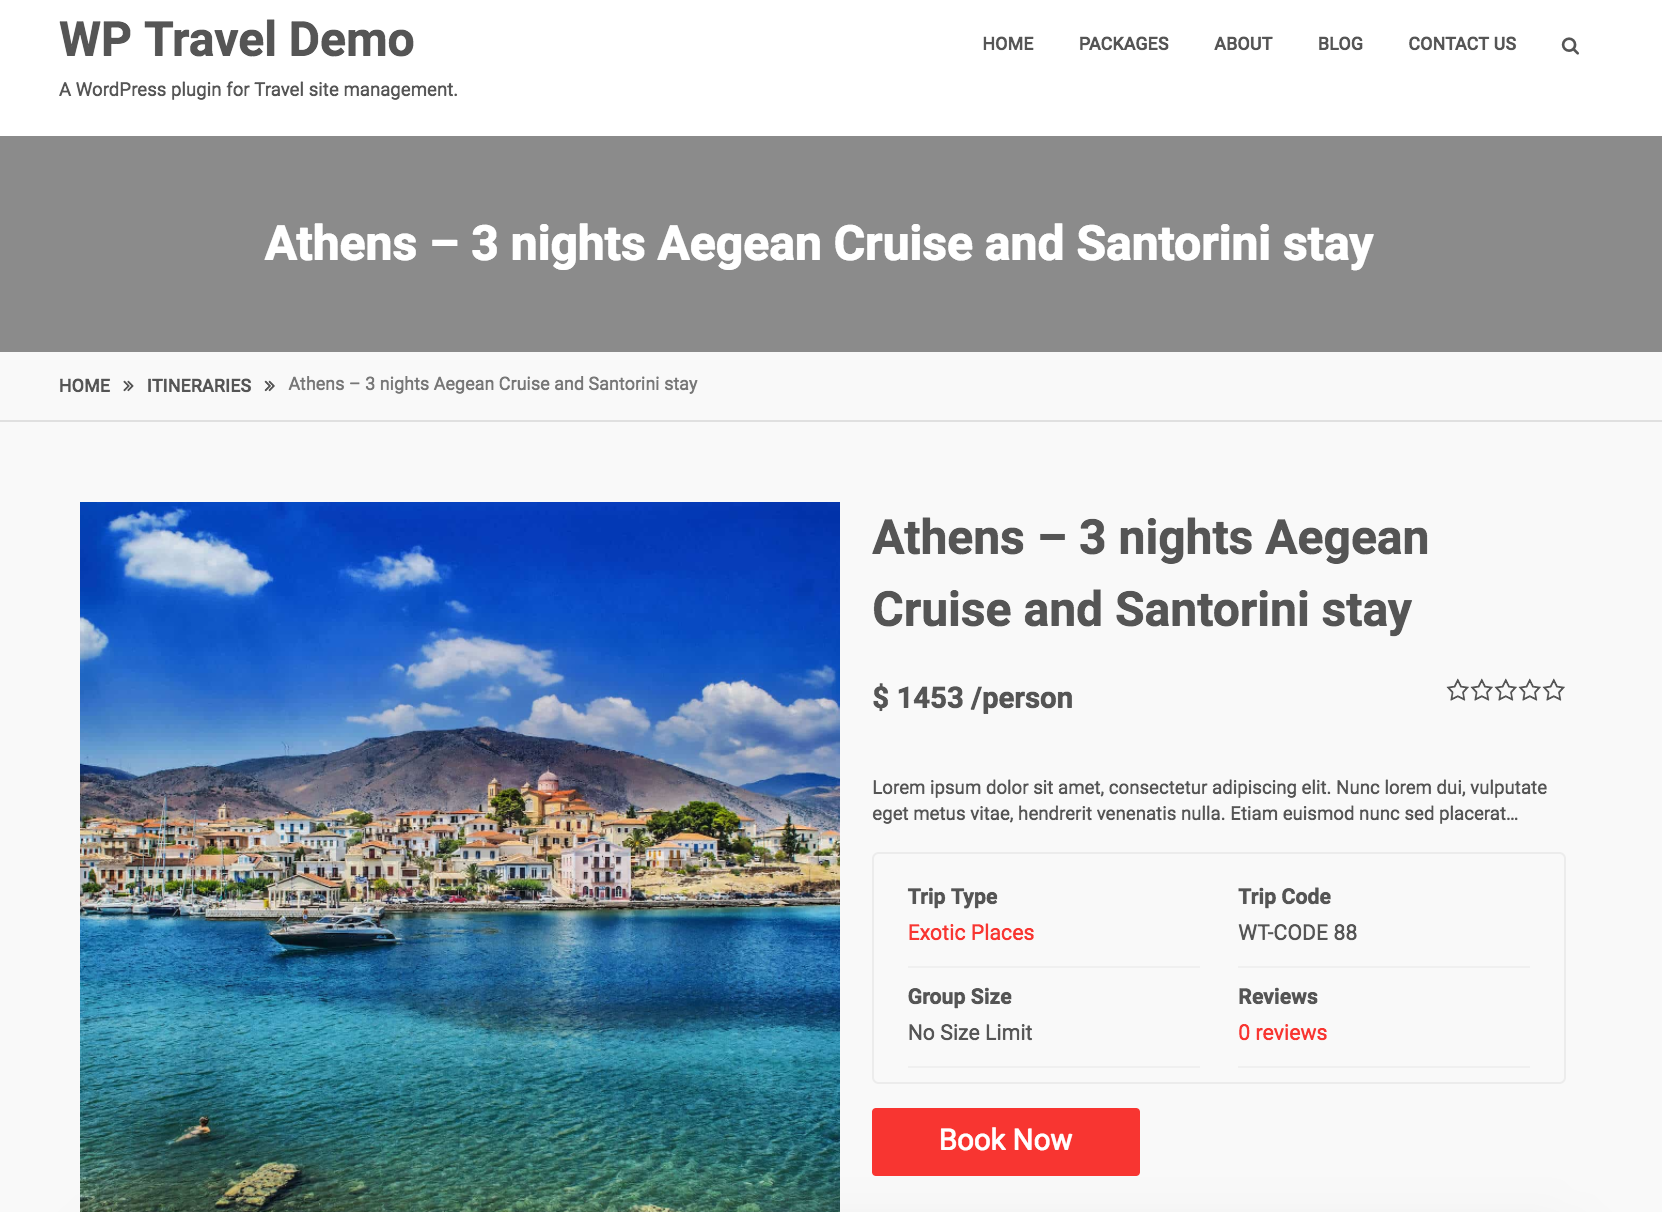 WP Travel Demo
A WordPress plugin for Travel site management.
HOME PACKAGES ABOUT BLOG CONTACT US
Athens – 3 nights Aegean Cruise and Santorini stay
HOME » ITINERARIES » Athens – 3 nights Aegean Cruise and Santorini stay
Athens – 3 nights Aegean
Cruise and Santorini stay
$ 1453 /person
Lorem ipsum dolor sit amet, consectetur adipiscing elit. Nunc lorem dui, vulputate
eget metus vitae, hendrerit venenatis nulla. Etiam euismod nunc sed placerat...
Trip Type
Exotic Places
Trip Code
WT-CODE 88
Group Size
No Size Limit
Reviews
0 reviews
Book Now